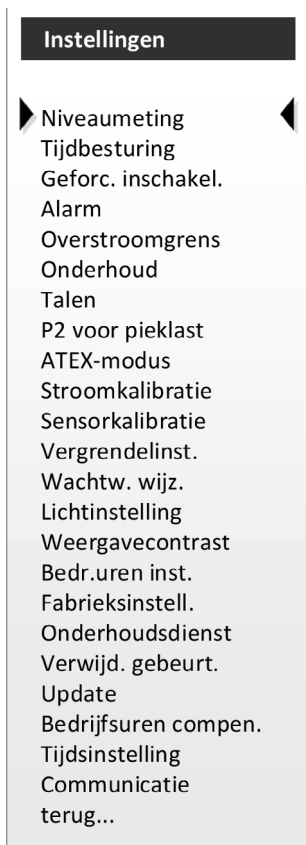 Instellingen
Niveaumeting
Tijdbesturing
Geforc. inschakel.
Alarm
Overstroomgrens
Onderhoud
Talen
P2 voor pieklast
ATEX-modus
Stroomkalibratie
Sensorkalibratie
Vergrendelinst.
Wachtw. wijz.
Lichtinstelling
Weergavecontrast
Bedr.uren inst.
Fabrieksinstell.
Onderhoudsdienst
Verwijd. gebeurt.
Update
Bedrijfsuren compen.
Tijdsinstelling
Communicatie
terug...